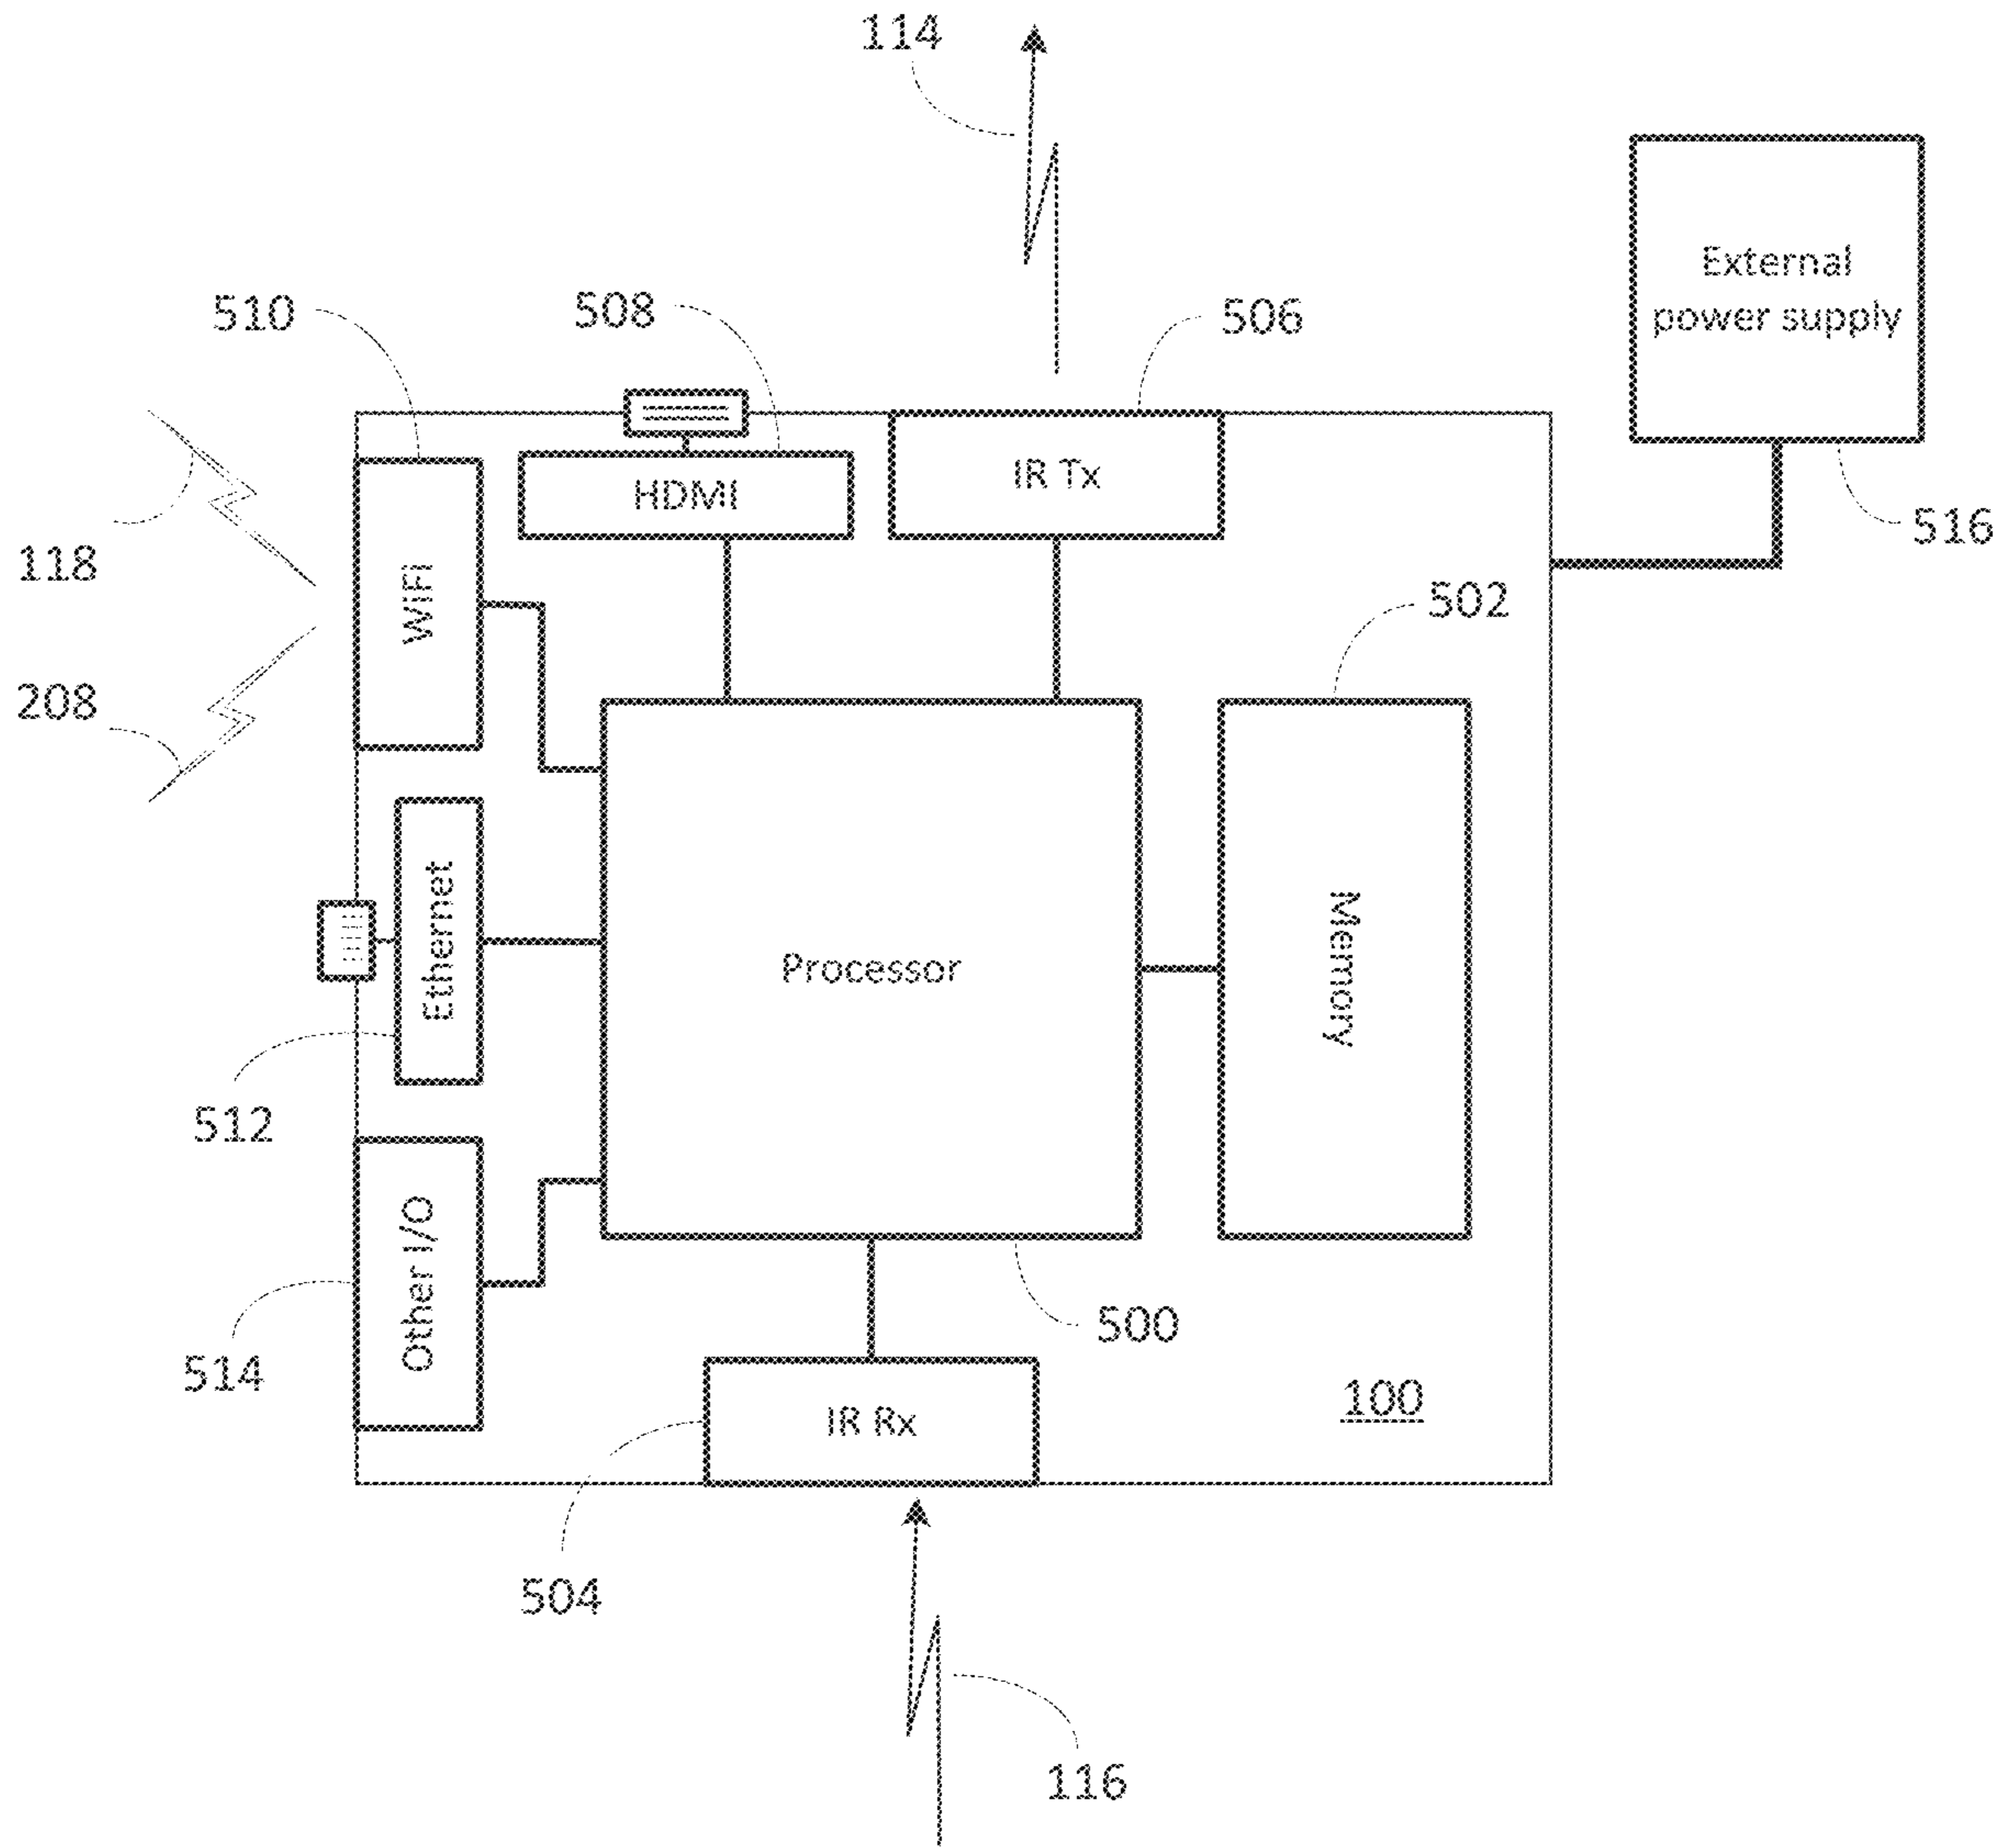 114
External
power supply
510
508
506
516
HDMI
IR Tx
118
WiFi
502
208
Ethernet
Processor
Memory
512
Other I/O
500
514
100
IR Rx
504
116